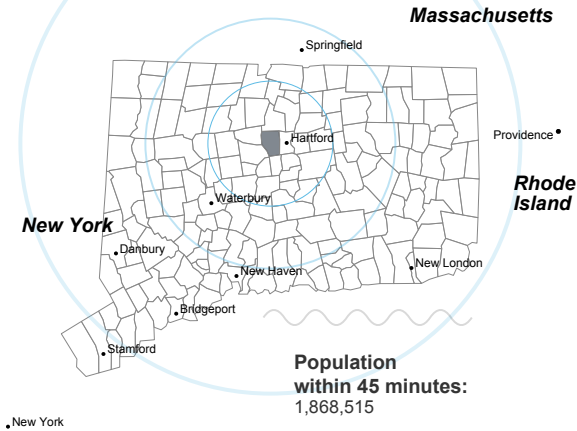 Massachusetts
Springfield
Providence
Hartford
Rhode
Island
Waterbury
New York
Danbury
New London
New Haven
Bridgeport
Stamford
Population
within 45 minutes:
1,868,515
New York